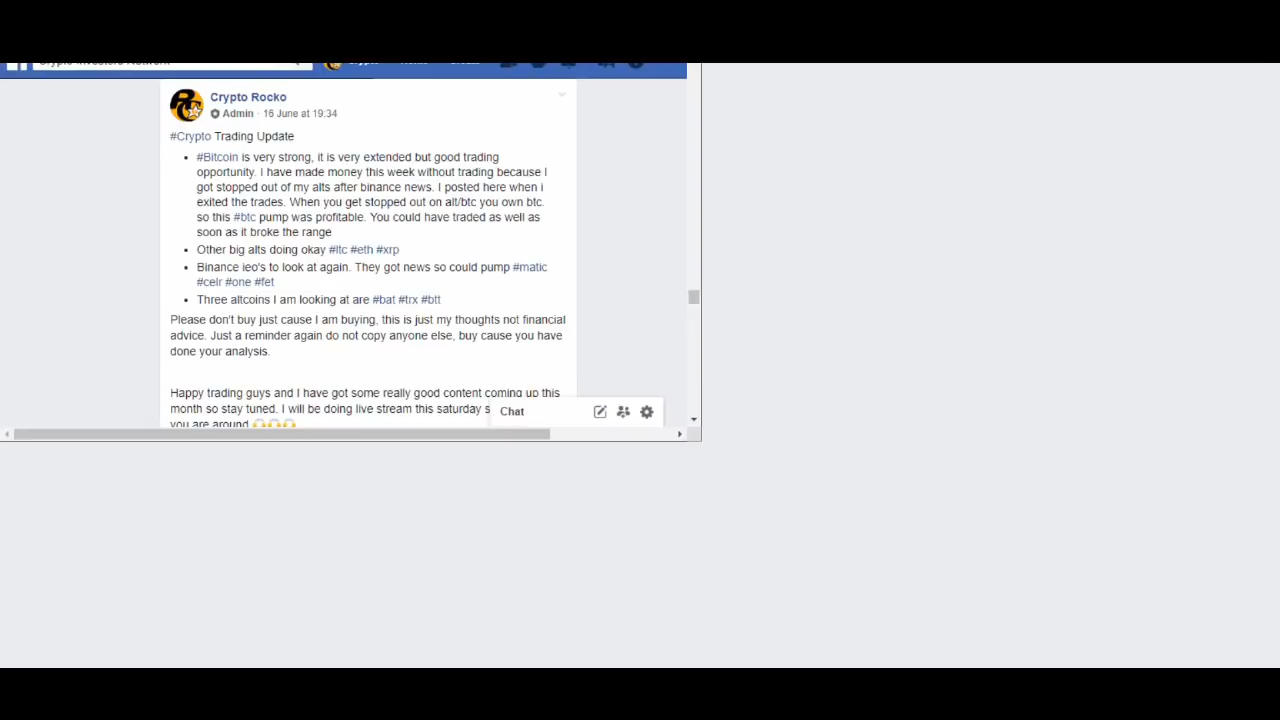 Crypto Rocko
Admin · 16 June at 19:34
#Crypto Trading Update
• #Bitcoin is very strong, it is very extended but good trading
opportunity. I have made money this week without trading because I
got stopped out of my alts after binance news. I posted here when i
exited the trades. When you get stopped out on alt/btc you own btc.
so this #btc pump was profitable. You could have traded as well as
soon as it broke the range
• Other big alts doing okay #ltc #eth #xrp
• Binance ieo's to look at again. They got news so could pump #matic
#celr #one #fet
• Three altcoins I am looking at are #bat #trx #btt
Please don't buy just cause I am buying, this is just my thoughts not financial
advice. Just a reminder again do not copy anyone else, buy cause you have
done your analysis.
Happy trading guys and I have got some really good content coming up this
month so stay tuned. I will be doing live stream this saturday
you are around
Chat